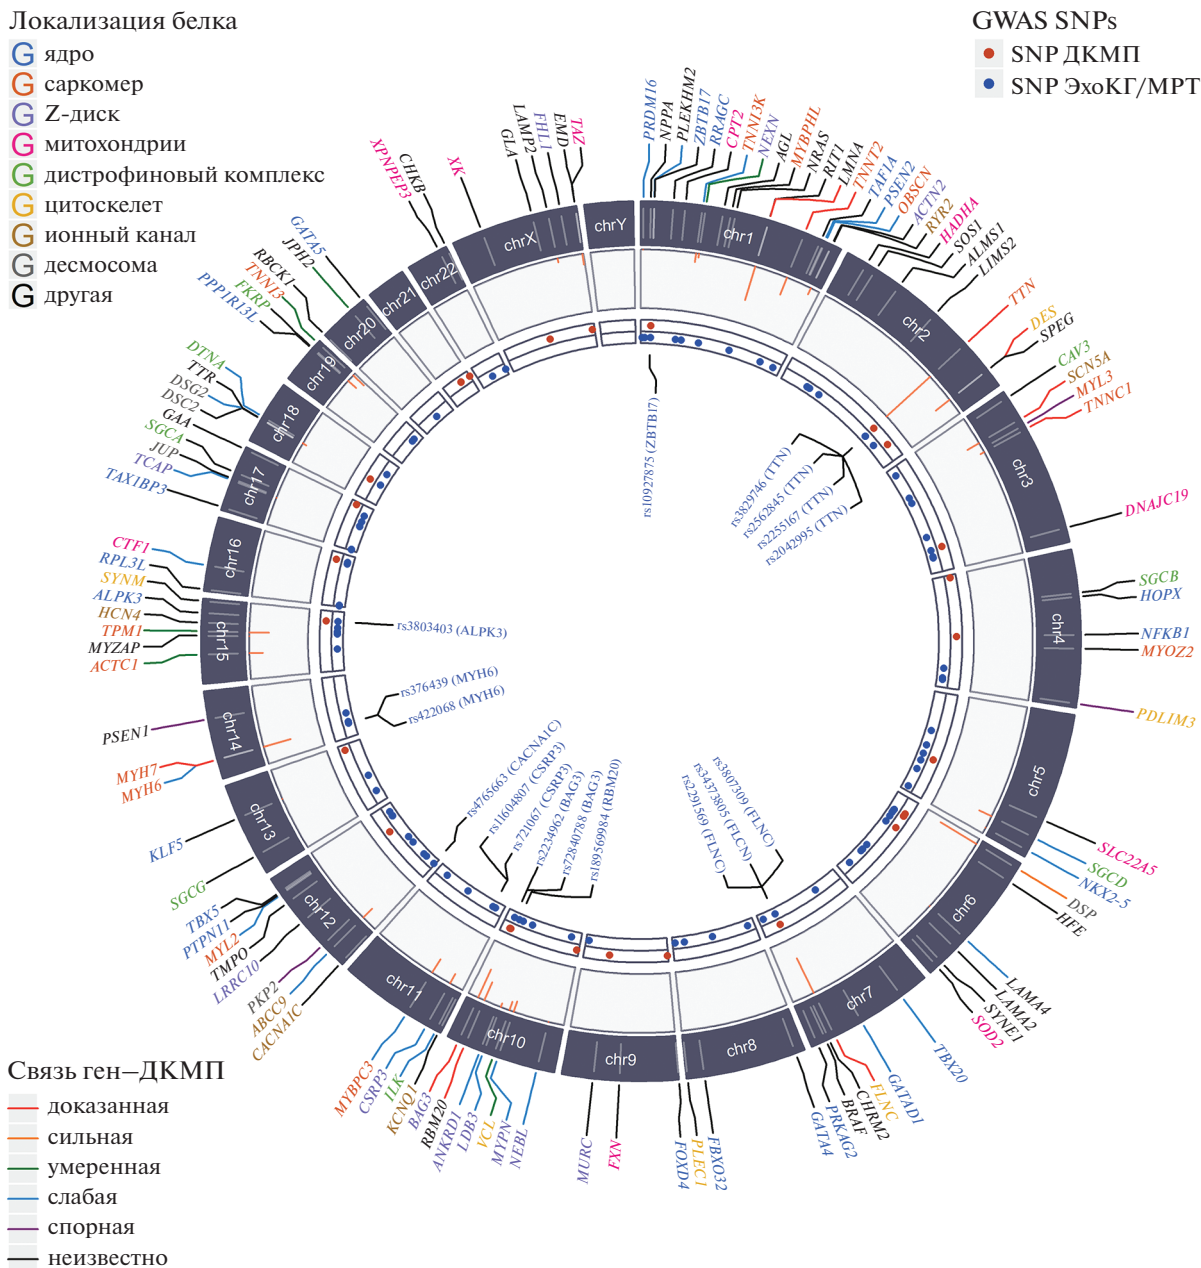 Локализация белка
G ядро
G саркомер
G Z-диск
G митохондрии
G дистрофиновый комплекс
G цитоскелет
G ионный канал
G десмосома
G другая
GWAS SNPs
SNP ДКМП
SNP ЭхоКГ/МРТ
PRDM16
NPPA
PLEKHM2
ZBTB17
RRAGC
CPT2
TNNI3K
NEXN
AGL
MYBPHL
NRAS
RIT1
LMNA
TNNT2
TAF1A
PSEN2
OBSCN
ACTN2
RYR2
HADHA
SOS1
ALMS1
LIMS2
TTN
DES
SPEG
CAV3
SCN5A
MYL3
TNNC1
DNAJC19
SGCB
HOPX
NFKB1
MYOZ2
PDLIM3
SLC22A5
SGCD
NKX2-5
DSP
HFE
LAMA4
LAMA2
SYNE1
SOD2
TBX20
GATAD1
FLNC
CHRM2
BRAF
PRKAG2
GATA4
FBXO32
PLEC1
FOXD4
FXN
MURC
NEBL
MYPN
VCL
LDB3
ANKRD1
RBM20
BAG3
KCNQ1
ILK
CSRP3
MYBPC3
CACNA1C
ABCC9
PKP2
LRRC10
TMPO
MYL2
PTPN11
TBX5
SGCG
KLF5
MYH6
MYH7
PSEN1
ACTC1
MYZAP
TPM1
HCN4
ALPK3
SYNM
RPL3L
CTF1
TAX1BP3
TCAP
JUP
SGCA
GAA
DSC2
DSG2
TTR
DTNA
PPP1R13L
FKRP
TNNI3
RBCK1
JPH2
GATA5
XPNPEP3
CHKB
XK
GLA
LAMP2
FHL1
EMD
TAZ
chr1
chr2
chr3
chr4
chr5
chr6
chr7
chr8
chr9
chr10
chr11
chr12
chr13
chr14
chr15
chr16
chr17
chr18
chr19
chr20
chr21
chr22
chrX
chrY
rs10927875 (ZBTB17)
rs3829746 (TTN)
rs2562845 (TTN)
rs2255167 (TTN)
rs2042995 (TTN)
rs3807309 (FLNC)
rs34373805 (FLCN)
rs2291569 (FLNC)
rs189569984 (RBM20)
rs72840788 (BAG3)
rs2234962 (BAG3)
rs721067 (CSRP3)
rs11604807 (CSRP3)
rs4765663 (CACNA1C)
rs422068 (MYH6)
rs376439 (MYH6)
rs3803403 (ALPK3)
Связь ген–ДКМП
доказанная
сильная
умеренная
слабая
спорная
неизвестно